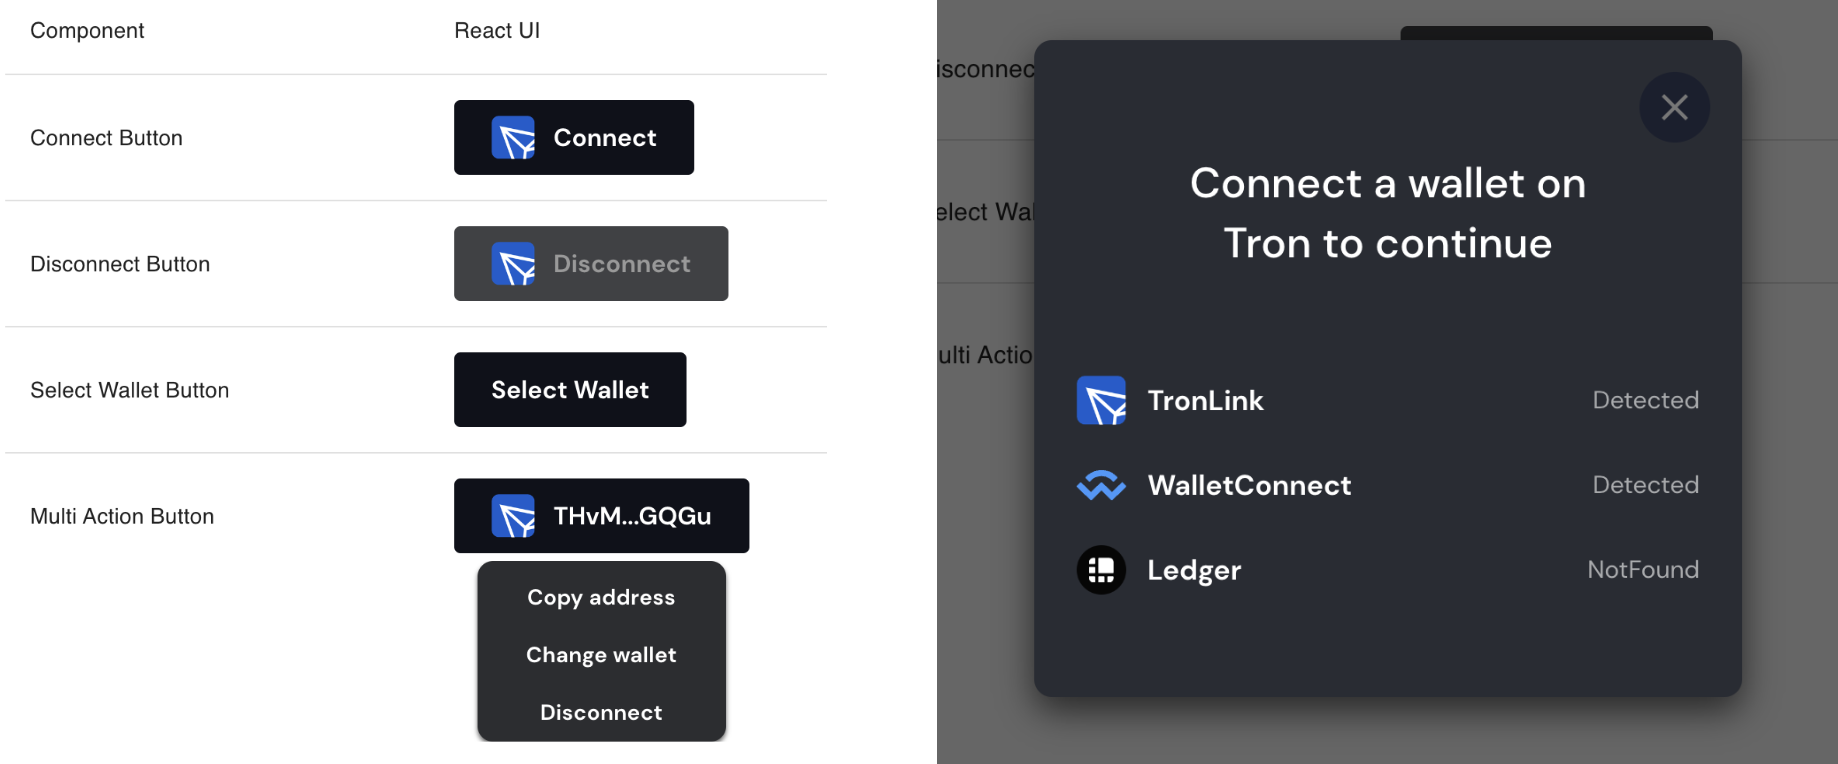 Component
React UI
Connect Button
Connect
Disconnect Button
Disconnect
Select Wallet Button
Select Wallet
Multi Action Button
THvM...GQGu
Copy address
Change wallet
Disconnect
isconnec
elect Wal
ulti Actio
Connect a wallet on
Tron to continue
TronLink
Detected
WalletConnect
Detected
Ledger
NotFound